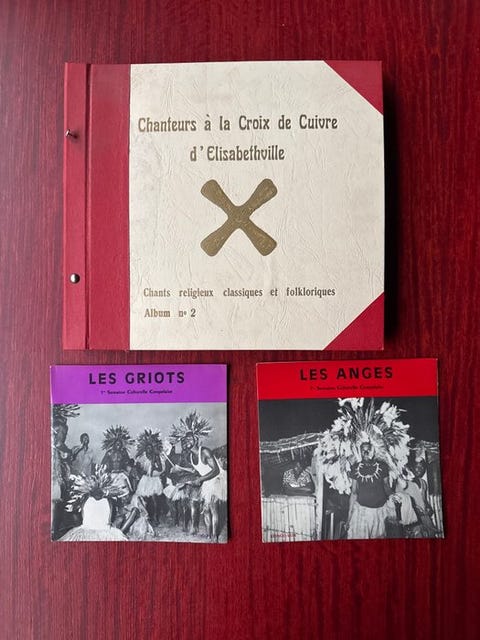 Chanteurs à la Croix de Cuivre
d'Elisabethville
Chants religieux classiques et folkloriques
Album nº 2
LES GRIOTS
1re Semaine Culturelle Congolaise
LES ANGES
1re Semaine Culturelle Congolaise